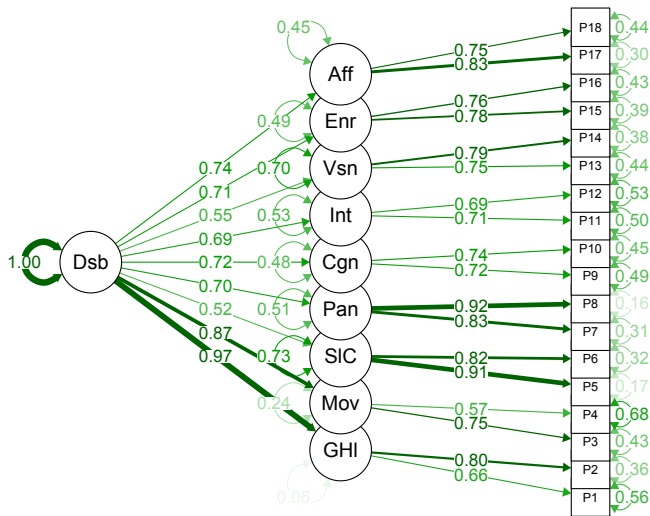 0.45
Aff
0.75
0.83
P18
0.44
P17
0.30
0.49
Enr
0.76
0.78
P16
0.43
P15
0.39
0.74
0.71
0.70
Vsn
0.79
0.75
P14
0.38
P13
0.44
0.55
0.53
Int
0.69
0.71
P12
0.53
P11
0.50
0.69
1.00
Dsb
0.72
0.48
Cgn
0.74
0.72
P10
0.45
P9
0.49
0.70
0.51
Pan
0.92
0.83
P8
0.16
P7
0.31
0.52
0.87
0.97
0.73
SIC
0.82
0.91
P6
0.32
P5
0.17
0.24
Mov
0.57
0.75
P4
0.68
P3
0.43
0.06
GHI
0.80
0.66
P2
0.36
P1
0.56